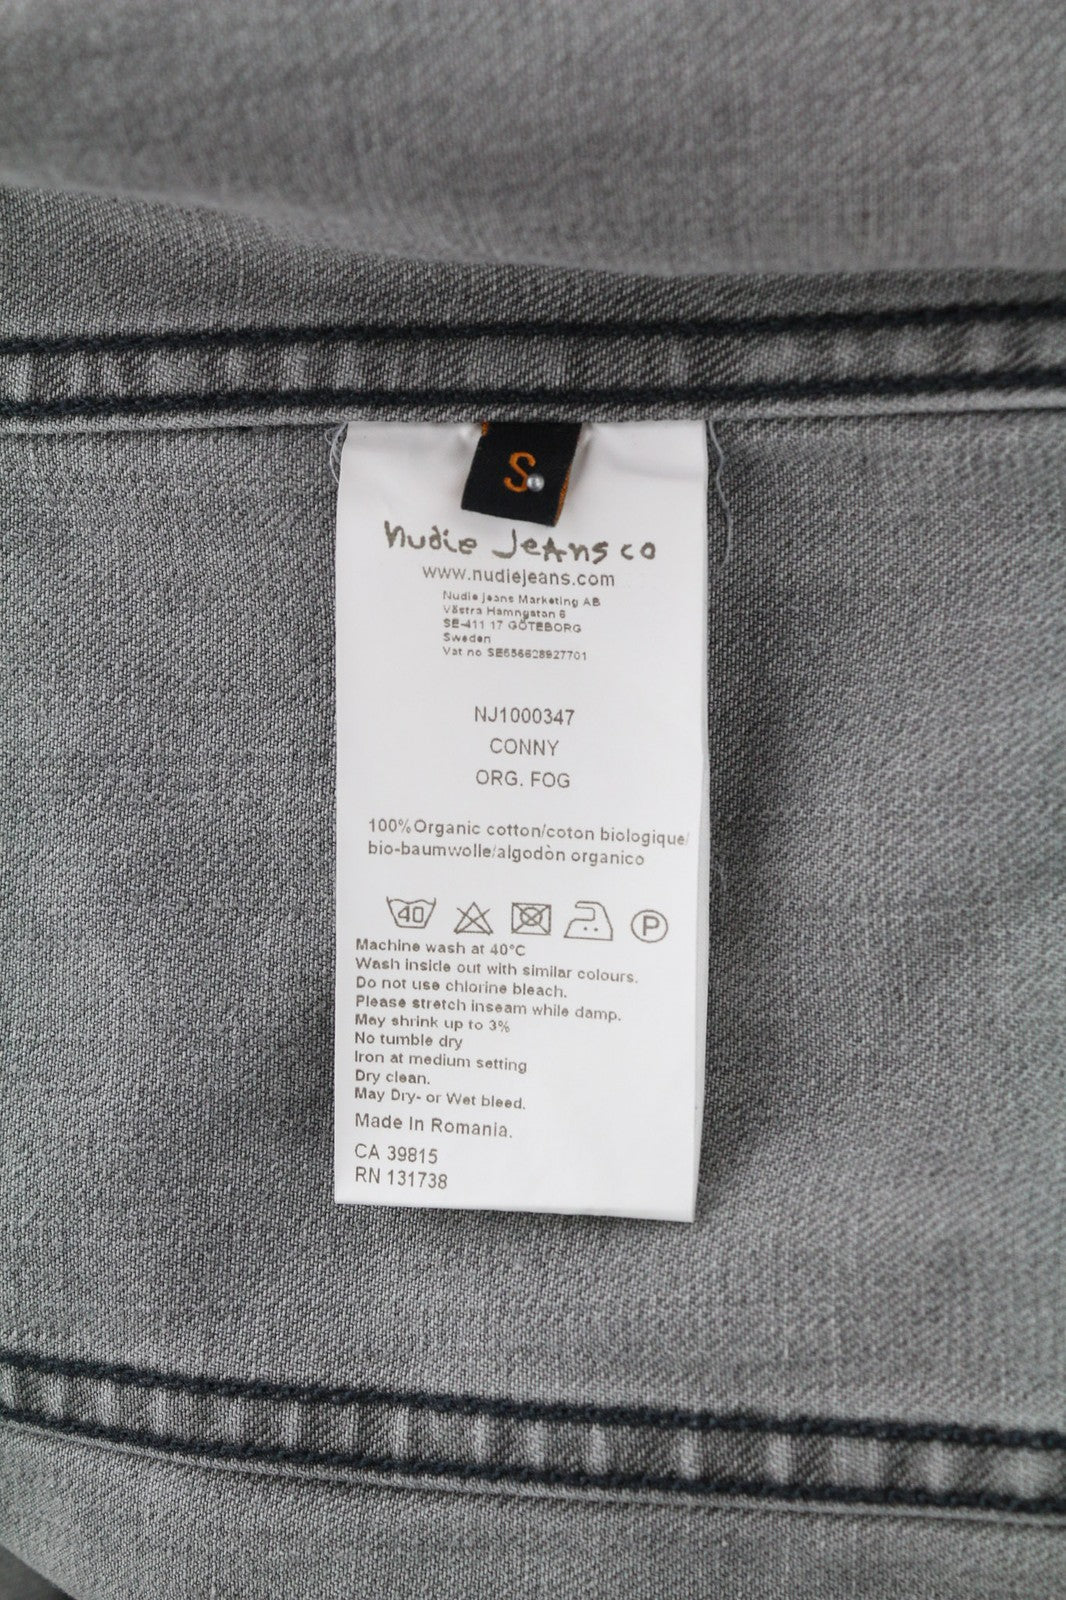 S.
nudie Jeans co
www.nudiejeans.com
Nudie Jeans Marketing AB
Västra Hamngatan 6
SE-411 17 GÖTEBORG
Sweden
Vat no SE556628927701
NJ1000347
CONNY
ORG. FOG
100% Organic cotton/coton biologique/
bio-baumwolle/algodòn organico
40 P
Machine wash at 40°C
Wash inside out with similar colours.
Do not use chlorine bleach.
Please stretch inseam while damp.
May shrink up to 3%
No tumble dry
Iron at medium setting
Dry clean.
May Dry- or Wet bleed.
Made In Romania.
CA 39815
RN 131738